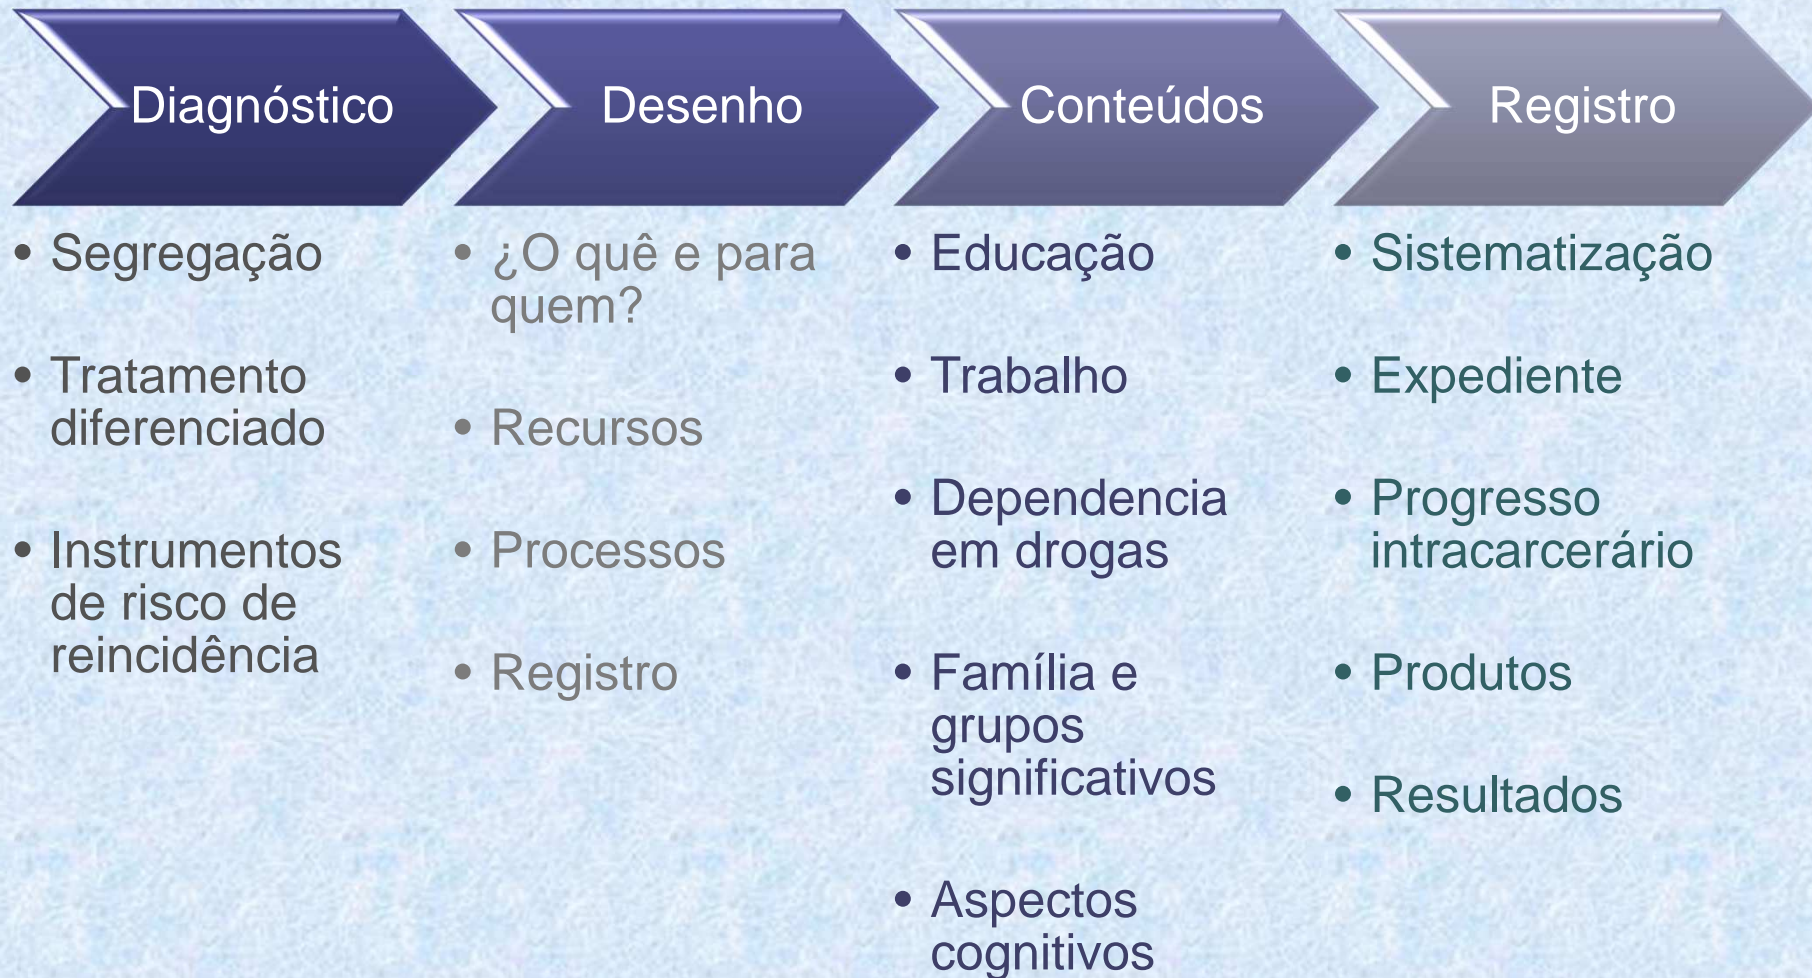 Diagnóstico
• Segregação
• Tratamento
diferenciado
• Instrumentos
de risco de
reincidência
Desenho
• ¿O quê e para
quem?
• Recursos
• Processos
• Registro
Conteúdos
• Educação
• Trabalho
• Dependencia
em drogas
• Família e
grupos
significativos
• Aspectos
cognitivos
Registro
• Sistematização
• Expediente
• Progresso
intracarcerário
• Produtos
• Resultados